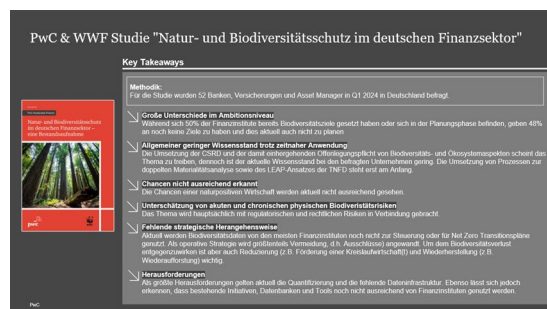 PwC & WWF Studie "Natur- und Biodiversitätsschutz im deutschen Finanzsektor"
Key Takeaways
Methodik:
Für die Studie wurden 52 Banken, Versicherungen und Asset Manager in Q1 2024 in Deutschland befragt.
Große Unterschiede im Ambitionsniveau
Während sich 50% der Finanzinstitute bereits Biodiversitätsziele gesetzt haben oder sich in der Planungsphase befinden, geben 48%
an noch keine Ziele zu haben und dies aktuell auch nicht zu planen
Allgemeiner geringer Wissensstand trotz zeitnaher Anwendung
Die Umsetzung der CSRD und der damit einhergehenden Offenlegungspflicht von Biodiversitäts- und Ökosystemaspekten scheint das
Thema zu treiben, dennoch ist der aktuelle Wissensstand bei den befragten Unternehmen gering. Die Umsetzung von Prozessen zur
doppelten Materialitätsanalyse sowie des LEAP-Ansatzes der TNFD steht erst am Anfang.
Chancen nicht ausreichend erkannt
Die Chancen einer naturpositiven Wirtschaft werden aktuell nicht ausreichend gesehen.
Unterschätzung von akuten und chronischen physischen Biodiveristätsrisiken
Das Thema wird hauptsächlich mit regulatorischen und rechtlichen Risiken in Verbindung gebracht.
Fehlende strategische Herangehensweise
Aktuell werden Biodiversitätsdaten von den meisten Finanzinstituten noch nicht zur Steuerung oder für Net Zero Transitionspläne
genutzt. Als operative Strategie wird größtenteils Vermeidung, d.h. Ausschlüsse) angewandt. Um dem Biodiversitätsverlust
entgegenzuwirken ist aber auch Reduzierung (z.B. Förderung einer Kreislaufwirtschaft(t) und Wiederherstellung (z.B.
Wiederaufforstung) wichtig.
Herausforderungen
Als größte Herausforderungen gelten aktuell die Quantifizierung und die fehlende Dateninfrastruktur. Ebenso lässt sich jedoch
erkennen, dass bestehende Initiativen, Datenbanken und Tools noch nicht ausreichend von Finanzinstituten genutzt werden.
Natur- und Biodiversitätsschutz
im deutschen Finanzsektor –
eine Bestandsaufnahme
pwc
WWF
PwC